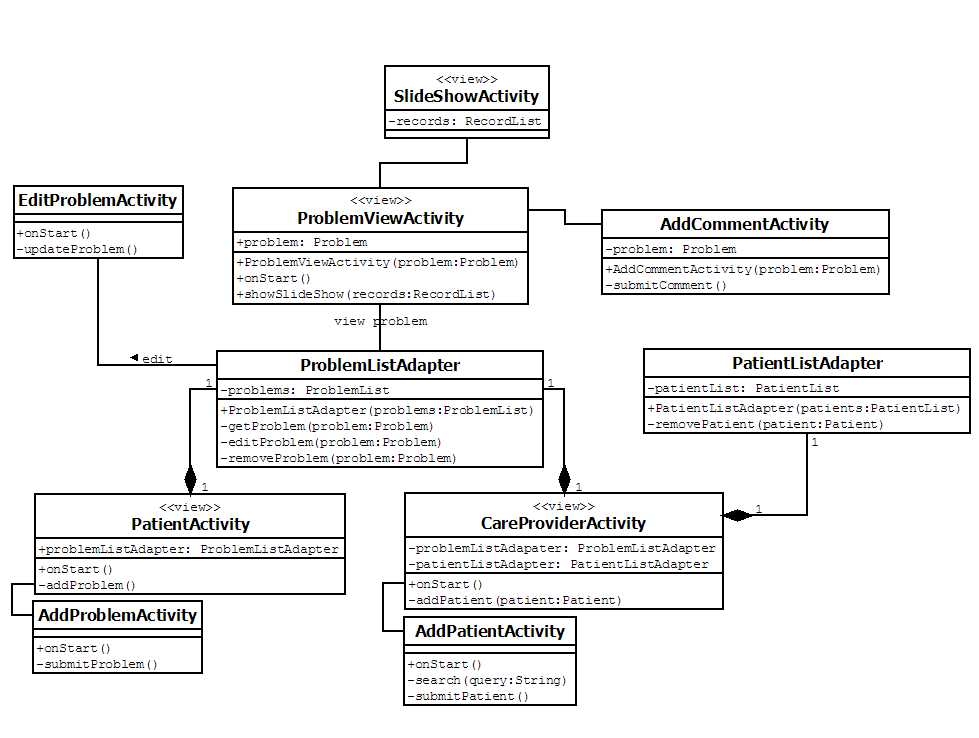 <<view>>
SlideShowActivity
-records: RecordList
EditProblemActivity
+onStart()
-updateProblem()
<<view>>
ProblemViewActivity
+problem: Problem
+ProblemViewActivity(problem:Problem)
+onStart()
+showSlideShow(records:RecordList)
AddCommentActivity
-problem: Problem
+AddCommentActivity(problem:Problem)
-submitComment()
view problem
edit
ProblemListAdapter
-problems: ProblemList
+ProblemListAdapter(problems:ProblemList)
-getProblem(problem:Problem)
-editProblem(problem:Problem)
-removeProblem(problem:Problem)
1
1
PatientListAdapter
-patientList: PatientList
+PatientListAdapter(patients:PatientList)
-removePatient(patient:Patient)
1
1
1
1
<<view>>
PatientActivity
+problemListAdapter: ProblemListAdapter
+onStart()
-addProblem()
<<view>>
CareProviderActivity
-problemListAdapater: ProblemListAdapter
-patientListAdapter: PatientListAdapter
+onStart()
-addPatient(patient:Patient)
AddProblemActivity
+onStart()
-submitProblem()
AddPatientActivity
+onStart()
-search(query:String)
-submitPatient()